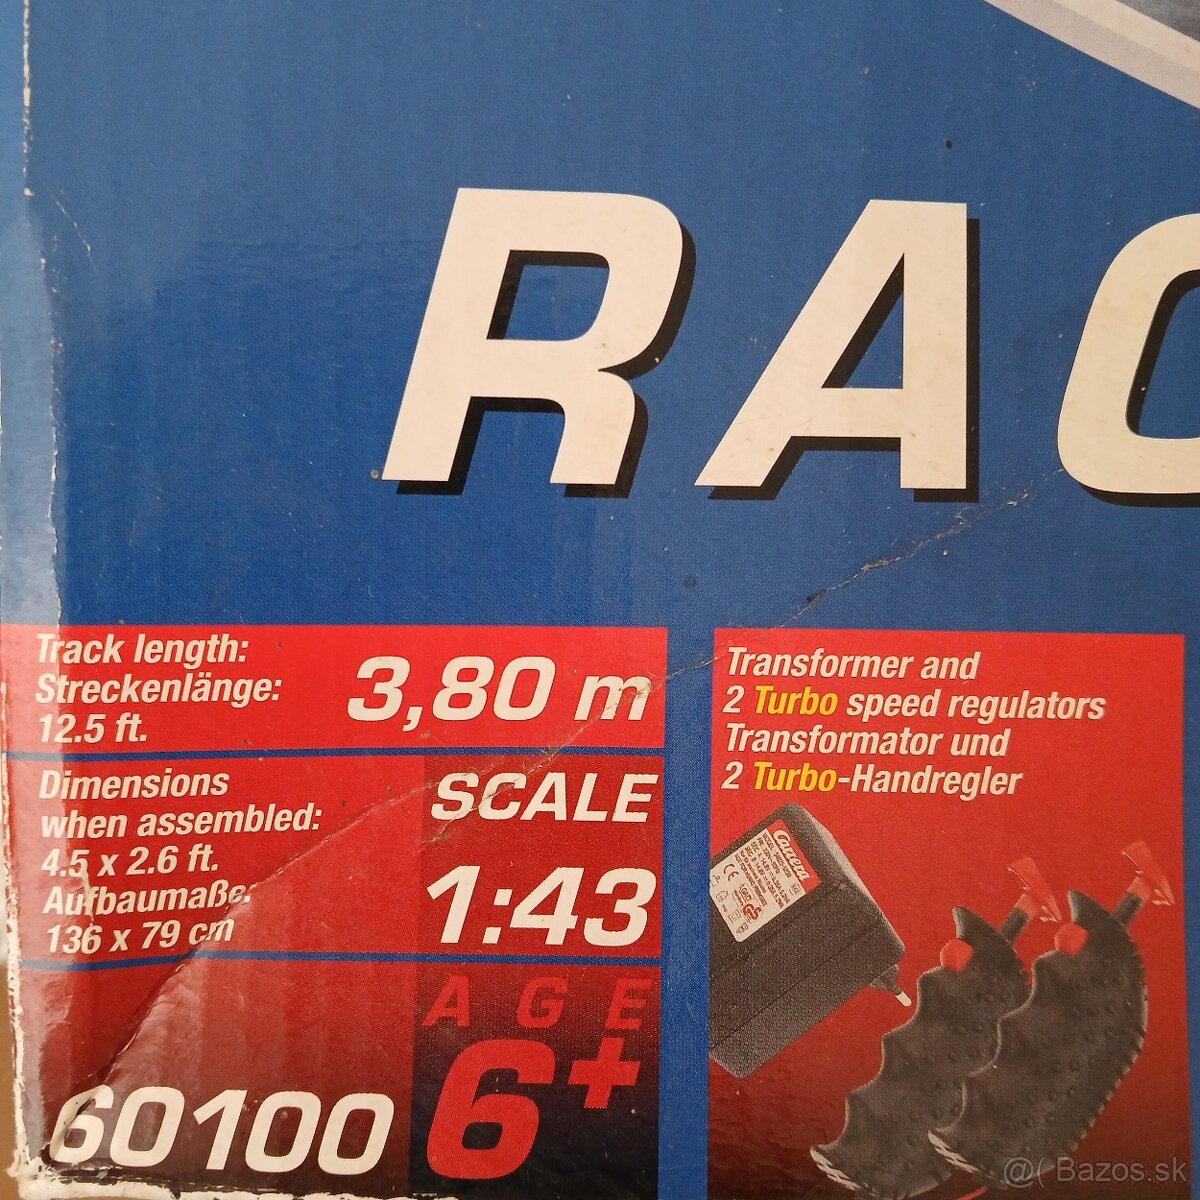 RAC
Track length:
Streckenlänge:
12.5 ft.
3,80 m
Dimensions
when assembled:
4.5 x 2.6 ft.
Aufbaumaße:
136 x 79 cm
SCALE
1:43
AGE
6+
60100
Transformer and
2 Turbo speed regulators
Transformator und
2 Turbo-Handregler
Carrera
@( Bazos.sk